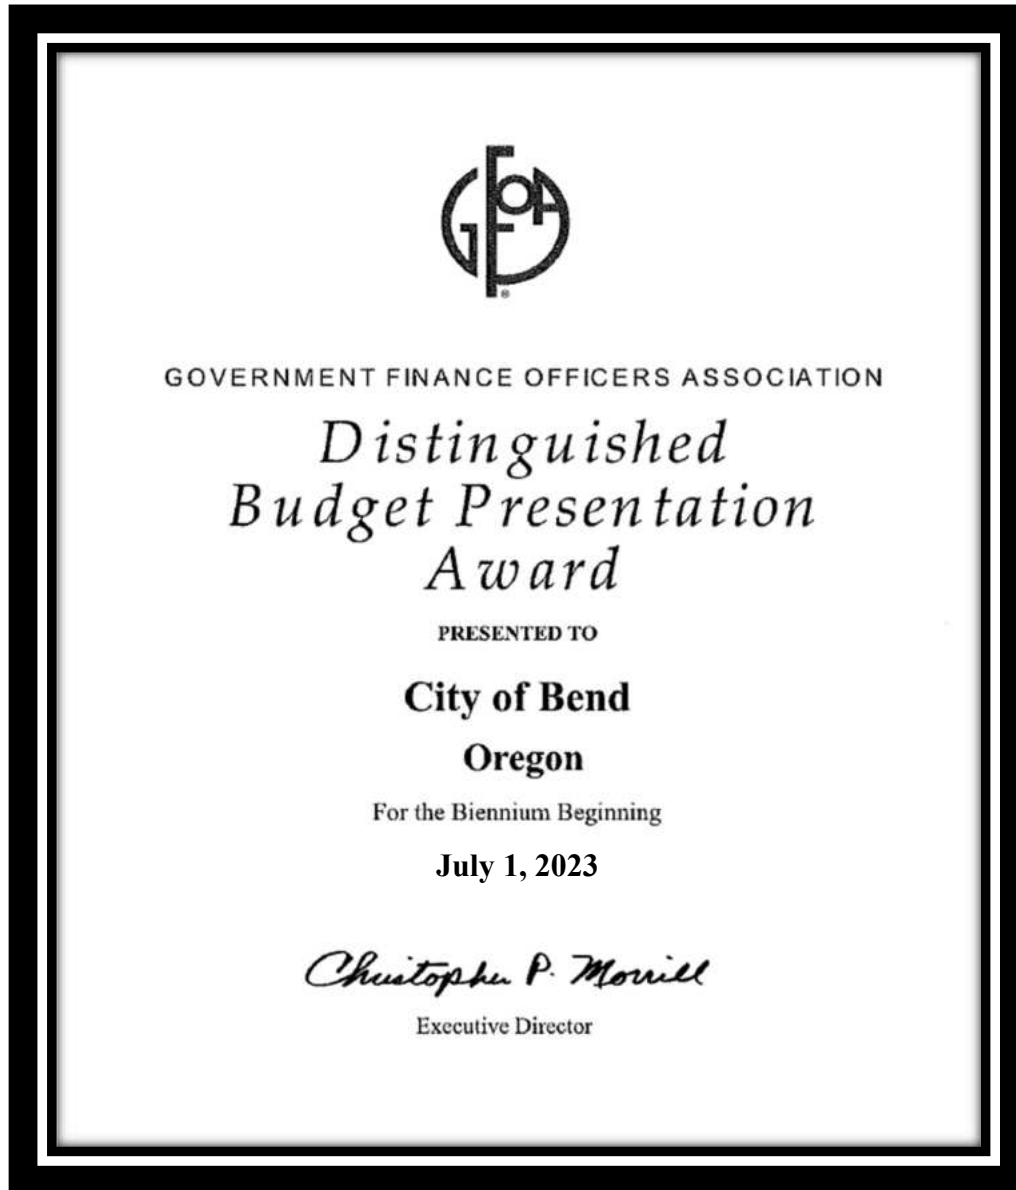 GFOA
®
GOVERNMENT FINANCE OFFICERS ASSOCIATION
Distinguished
Budget Presentation
Award
PRESENTED TO
City of Bend
Oregon
For the Biennium Beginning
July 1, 2023
Christopher P. Morrill
Executive Director